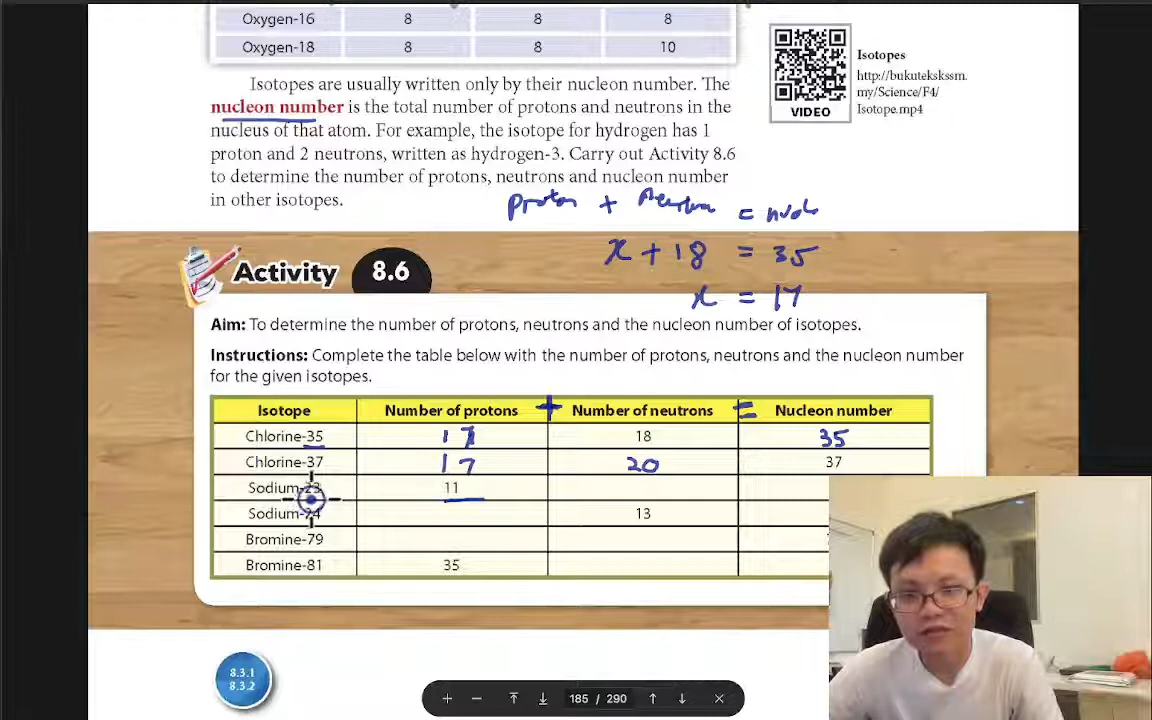 Oxygen-16 8 8 8
Oxygen-18 8 8 10
Isotopes are usually written only by their nucleon number. The
nucleon number is the total number of protons and neutrons in the
nucleus of that atom. For example, the isotope for hydrogen has 1
proton and 2 neutrons, written as hydrogen-3. Carry out Activity 8.6
to determine the number of protons, neutrons and nucleon number
in other isotopes.
VIDEO
Isotopes
http://bukutekskssm.
my/Science/F4/
Isotope.mp4
Proton + Neutron =
x + 18 = 35
x = 17
Activity 8.6
Aim: To determine the number of protons, neutrons and the nucleon number of isotopes.
Instructions: Complete the table below with the number of protons, neutrons and the nucleon number
for the given isotopes.
Isotope Number of protons + Number of neutrons = Nucleon number
Chlorine-35 17 18 35
Chlorine-37 17 20 37
Sodium-23 11
Sodium-24 13
Bromine-79
Bromine-81 35
8.3.1
8.3.2
185 / 290